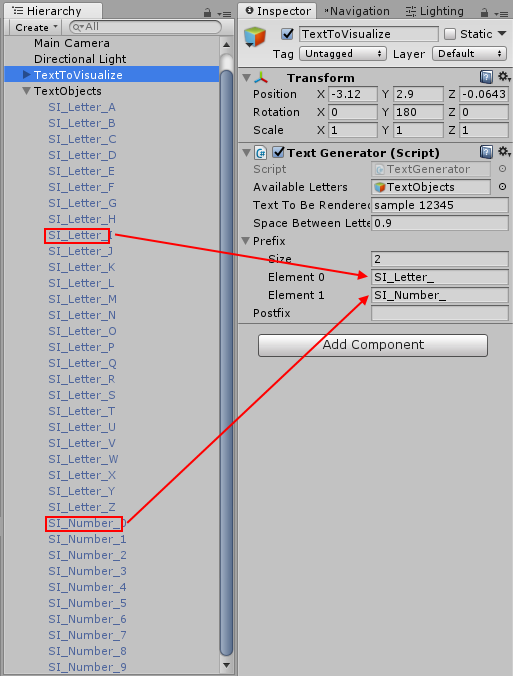 Hierarchy
Create
All
Main Camera
Directional Light
TextToVisualize
TextObjects
SI_Letter_A
SI_Letter_B
SI_Letter_C
SI_Letter_D
SI_Letter_E
SI_Letter_F
SI_Letter_G
SI_Letter_H
SI_Letter_I
SI_Letter_J
SI_Letter_K
SI_Letter_L
SI_Letter_M
SI_Letter_N
SI_Letter_O
SI_Letter_P
SI_Letter_Q
SI_Letter_R
SI_Letter_S
SI_Letter_T
SI_Letter_U
SI_Letter_V
SI_Letter_W
SI_Letter_X
SI_Letter_Y
SI_Letter_Z
SI_Number_0
SI_Number_1
SI_Number_2
SI_Number_3
SI_Number_4
SI_Number_5
SI_Number_6
SI_Number_7
SI_Number_8
SI_Number_9
Inspector Navigation Lighting
TextToVisualize Static
Tag Untagged Layer Default
Transform
Position X -3.12 Y 2.9 Z -0.0643
Rotation X 0 Y 180 Z 0
Scale X 1 Y 1 Z 1
Text Generator (Script)
Script TextGenerator
Available Letters TextObjects
Text To Be Rendered sample 12345
Space Between Lette 0.9
Prefix
Size 2
Element 0 SI_Letter_
Element 1 SI_Number_
Postfix
Add Component